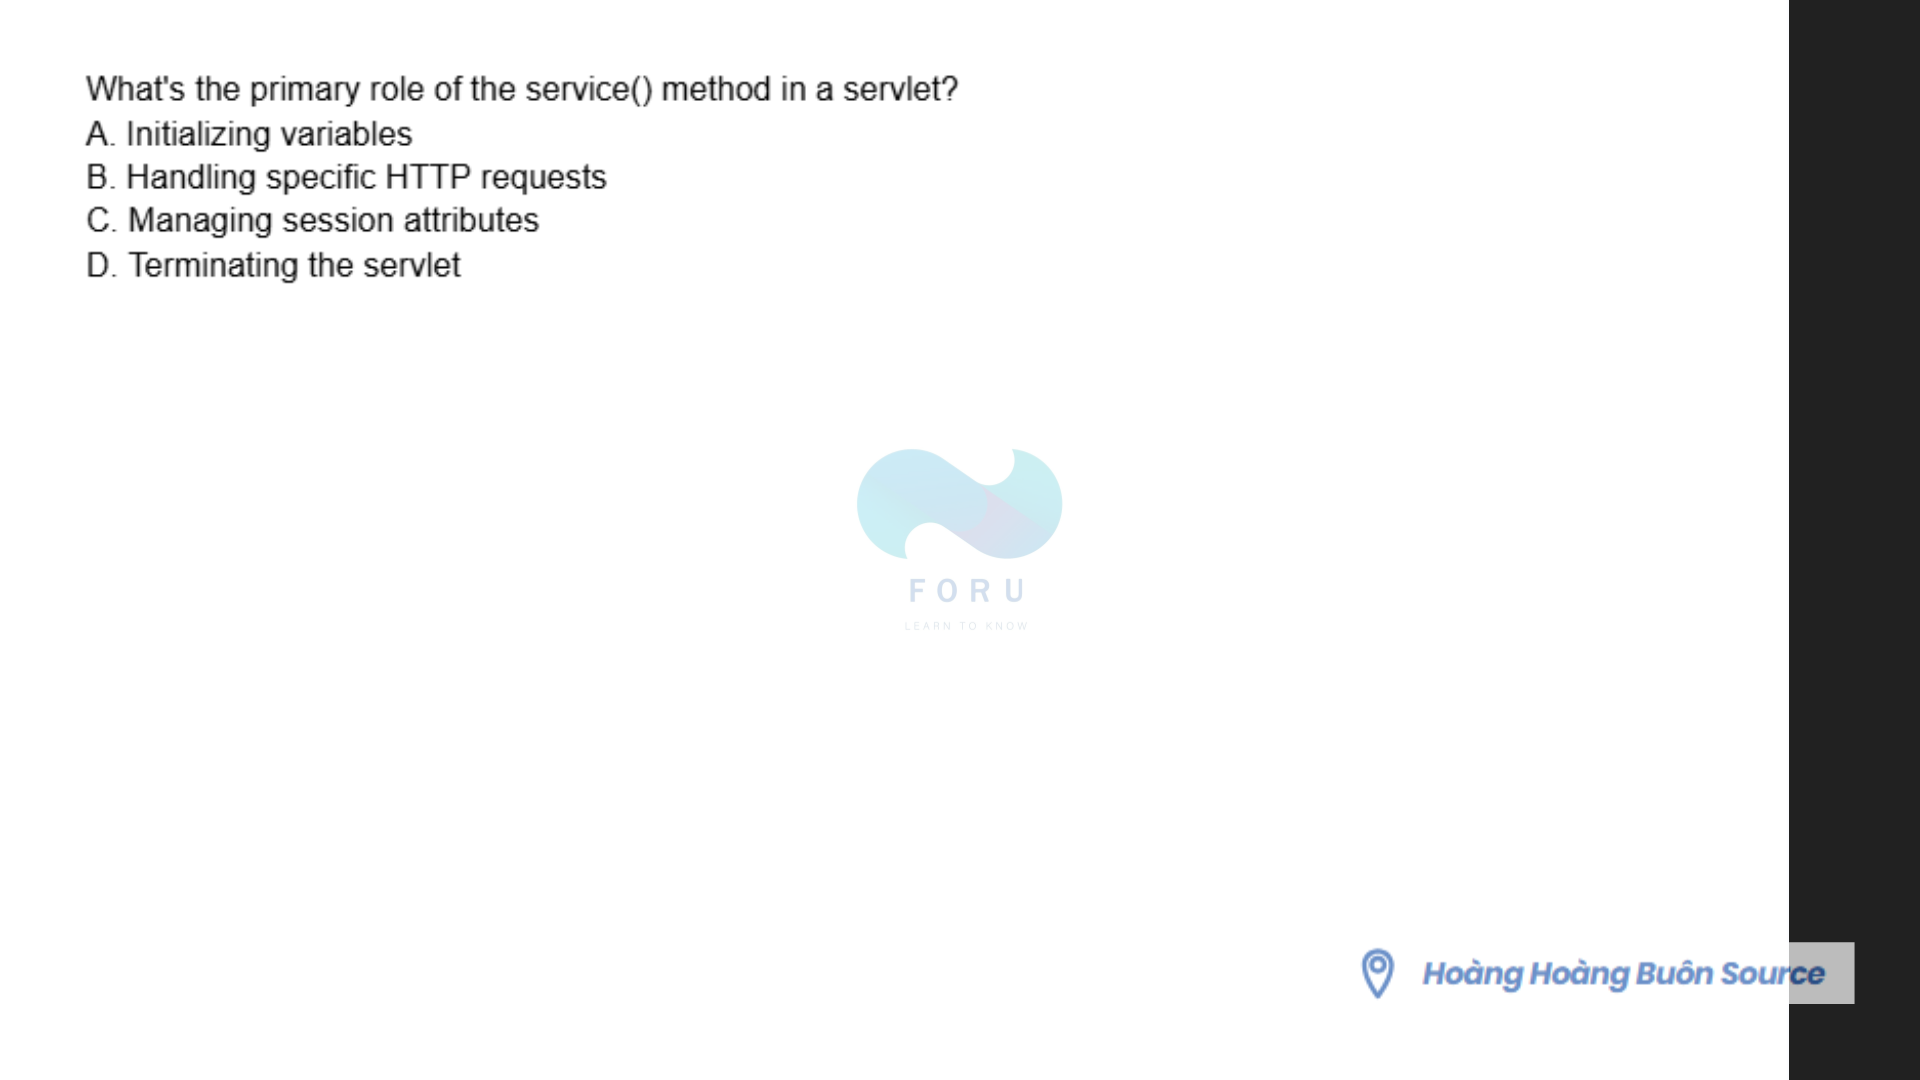 What's the primary role of the service() method in a servlet?
A. Initializing variables
B. Handling specific HTTP requests
C. Managing session attributes
D. Terminating the servlet
FORU
LEARN TO KNOW
Hoàng Hoàng Buôn Source